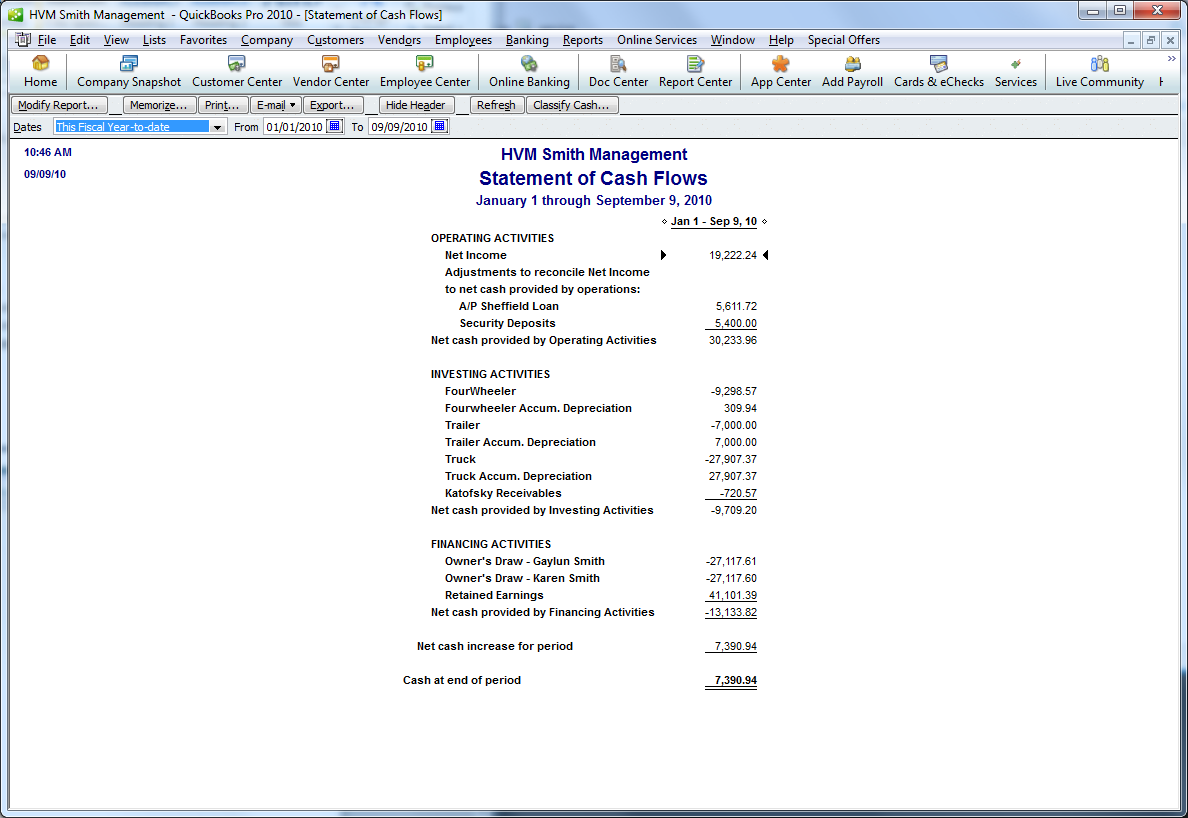 HVM Smith Management - QuickBooks Pro 2010 - [Statement of Cash Flows]
File Edit View Lists Favorites Company Customers Vendors Employees Banking Reports Online Services Window Help Special Offers
Home Company Snapshot Customer Center Vendor Center Employee Center Online Banking Doc Center Report Center App Center Add Payroll Cards & eChecks Services Live Community
Modify Report... Memorize... Print... E-mail Export... Hide Header Refresh Classify Cash...
Dates This Fiscal Year-to-date From 01/01/2010 To 09/09/2010
10:46 AM
09/09/10
HVM Smith Management
Statement of Cash Flows
January 1 through September 9, 2010
Jan 1 - Sep 9, 10
OPERATING ACTIVITIES
Net Income 19,222.24
Adjustments to reconcile Net Income
to net cash provided by operations:
A/P Sheffield Loan 5,611.72
Security Deposits 5,400.00
Net cash provided by Operating Activities 30,233.96
INVESTING ACTIVITIES
FourWheeler -9,298.57
Fourwheeler Accum. Depreciation 309.94
Trailer -7,000.00
Trailer Accum. Depreciation 7,000.00
Truck -27,907.37
Truck Accum. Depreciation 27,907.37
Katofsky Receivables -720.57
Net cash provided by Investing Activities -9,709.20
FINANCING ACTIVITIES
Owner's Draw - Gaylun Smith -27,117.61
Owner's Draw - Karen Smith -27,117.60
Retained Earnings 41,101.39
Net cash provided by Financing Activities -13,133.82
Net cash increase for period 7,390.94
Cash at end of period 7,390.94